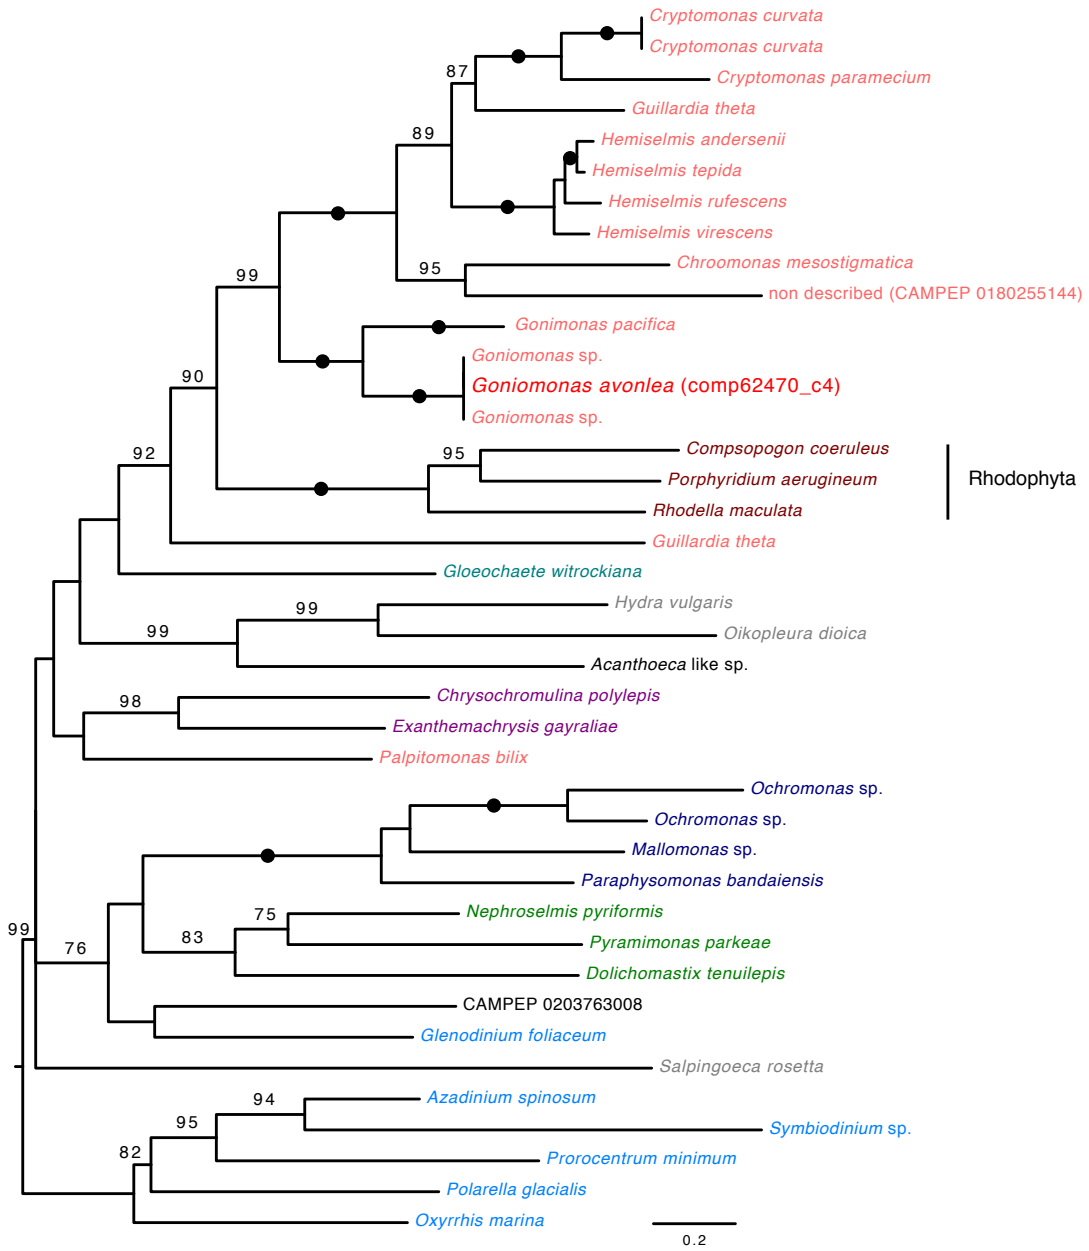 Cryptomonas curvata
Cryptomonas curvata
87
Cryptomonas paramecium
Guillardia theta
89
Hemiselmis andersenii
Hemiselmis tepida
Hemiselmis rufescens
Hemiselmis virescens
Chroomonas mesostigmatica
95
99
non described (CAMPEP 0180255144)
Gonimonas pacifica
Goniomonas sp.
90
Goniomonas avonlea (comp62470_c4)
Goniomonas sp.
92
95
Compsopogon coeruleus
Porphyridium aerugineum
Rhodophyta
Rhodella maculata
Guillardia theta
Gloeochaete witrockiana
99
Hydra vulgaris
99
Oikopleura dioica
Acanthoeca like sp.
98
Chrysochromulina polylepis
Exanthemachrysis gayraliae
Palpitomonas bilix
Ochromonas sp.
Ochromonas sp.
Mallomonas sp.
Paraphysomonas bandaiensis
75
Nephroselmis pyriformis
99
76
83
Pyramimonas parkeae
Dolichomastix tenuilepis
CAMPEP 0203763008
Glenodinium foliaceum
Salpingoeca rosetta
94
Azadinium spinosum
95
Symbiodinium sp.
82
Prorocentrum minimum
Polarella glacialis
Oxyrrhis marina
0.2